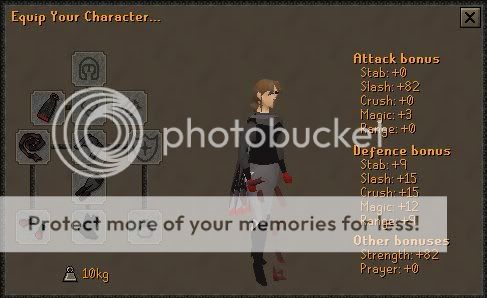 Equip Your Character...
Attack bonus
Stab: +0
Slash: +82
Crush: +0
Magic: +3
Range: +0
photobucket
Defence bonus
Stab: +9
Slash: +15
Crush: +15
Magic: +12
Protect more of your memories for less!
Other bonuses
Strength: +82
Prayer: +0
10kg